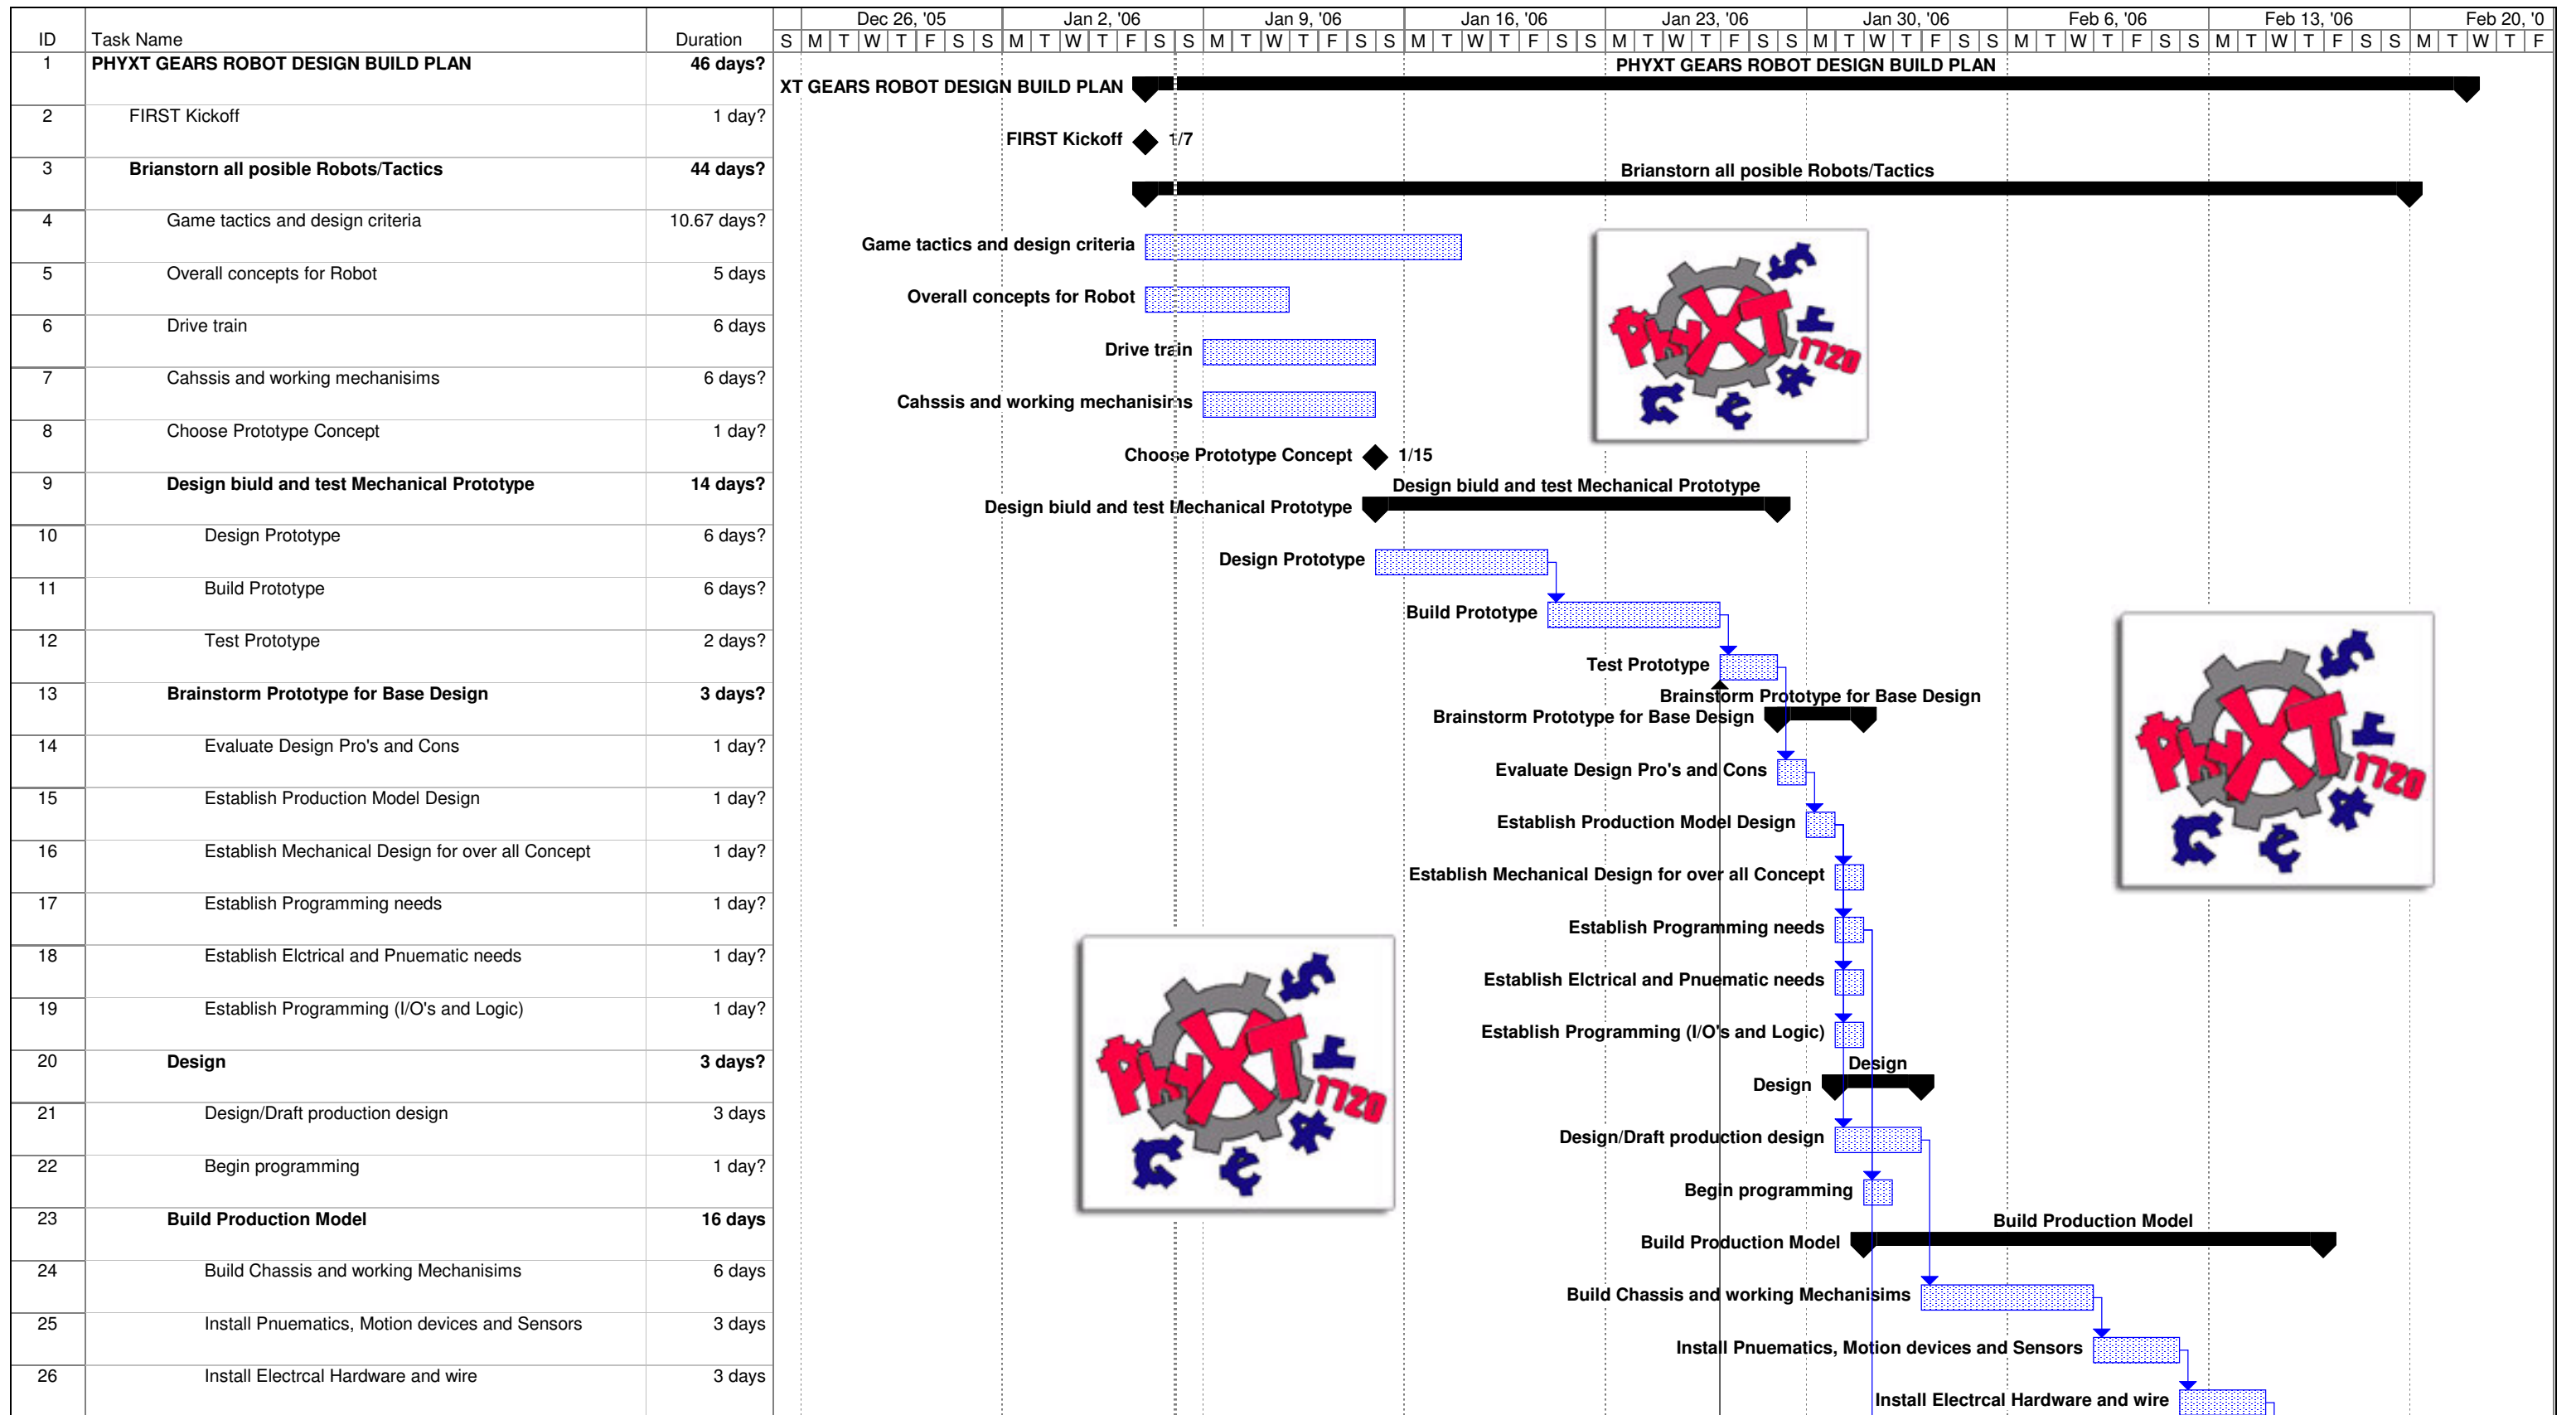 Dec 26, '05 Jan 2, '06 Jan 9, '06 Jan 16, '06 Jan 23, '06 Jan 30, '06 Feb 6, '06 Feb 13, '06 Feb 20, '0
ID Task Name Duration S M T W T F S S M T W T F S S M T W T F S S M T W T F S S M T W T F S S M T W T F S S M T W T F S S M T W T F S S M T W T F
1 PHYXT GEARS ROBOT DESIGN BUILD PLAN 46 days? PHYXT GEARS ROBOT DESIGN BUILD PLAN
XT GEARS ROBOT DESIGN BUILD PLAN
2 FIRST Kickoff 1 day?
FIRST Kickoff 1/7
3 Brianstorn all posible Robots/Tactics 44 days? Brianstorn all posible Robots/Tactics
4 Game tactics and design criteria 10.67 days?
Game tactics and design criteria
5 Overall concepts for Robot 5 days
Overall concepts for Robot
6 Drive train 6 days
Drive train
7 Cahssis and working mechanisims 6 days?
Cahssis and working mechanisims
8 Choose Prototype Concept 1 day?
Choose Prototype Concept 1/15
9 Design biuld and test Mechanical Prototype 14 days? Design biuld and test Mechanical Prototype
Design biuld and test Mechanical Prototype
10 Design Prototype 6 days?
Design Prototype
11 Build Prototype 6 days?
Build Prototype
12 Test Prototype 2 days?
Test Prototype
13 Brainstorm Prototype for Base Design 3 days? Brainstorm Prototype for Base Design
Brainstorm Prototype for Base Design
14 Evaluate Design Pro's and Cons 1 day?
Evaluate Design Pro's and Cons
15 Establish Production Model Design 1 day?
Establish Production Model Design
16 Establish Mechanical Design for over all Concept 1 day?
Establish Mechanical Design for over all Concept
17 Establish Programming needs 1 day?
Establish Programming needs
18 Establish Elctrical and Pnuematic needs 1 day?
Establish Elctrical and Pnuematic needs
19 Establish Programming (I/O's and Logic) 1 day?
Establish Programming (I/O's and Logic)
20 Design 3 days? Design
Design
21 Design/Draft production design 3 days
Design/Draft production design
22 Begin programming 1 day?
Begin programming
23 Build Production Model 16 days Build Production Model
Build Production Model
24 Build Chassis and working Mechanisims 6 days
Build Chassis and working Mechanisims
25 Install Pnuematics, Motion devices and Sensors 3 days
Install Pnuematics, Motion devices and Sensors
26 Install Electrcal Hardware and wire 3 days
Install Electrcal Hardware and wire
PhyXT
1720
G e a r s
PhyXT
1720
G e a r s
PhyXT
1720
G e a r s